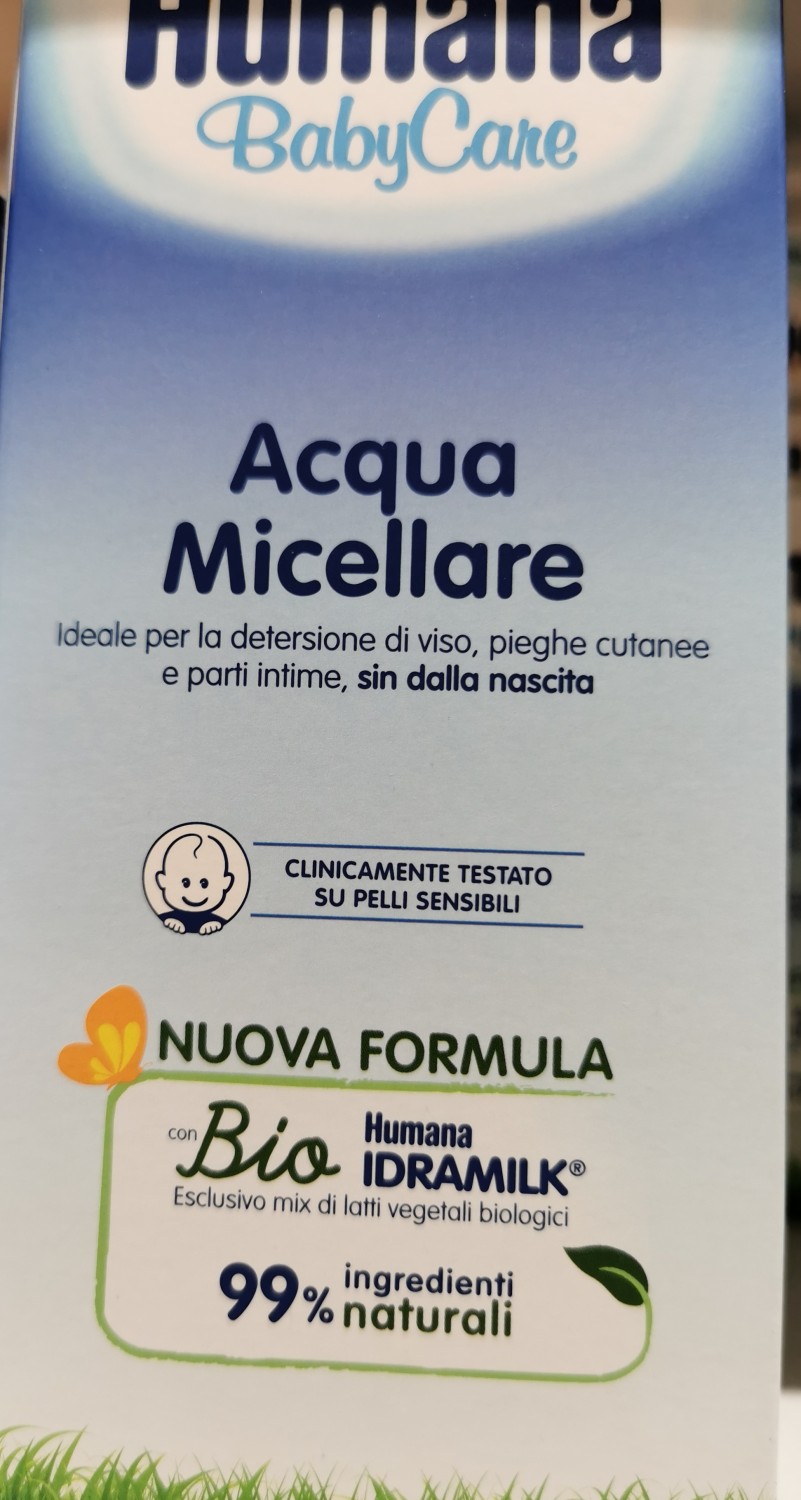 Humana
BabyCare
Acqua
Micellare
Ideale per la detersione di viso, pieghe cutanee
e parti intime, sin dalla nascita
CLINICAMENTE TESTATO
SU PELLI SENSIBILI
NUOVA FORMULA
con Bio Humana
IDRAMILK®
Esclusivo mix di latti vegetali biologici
99% ingredienti
naturali